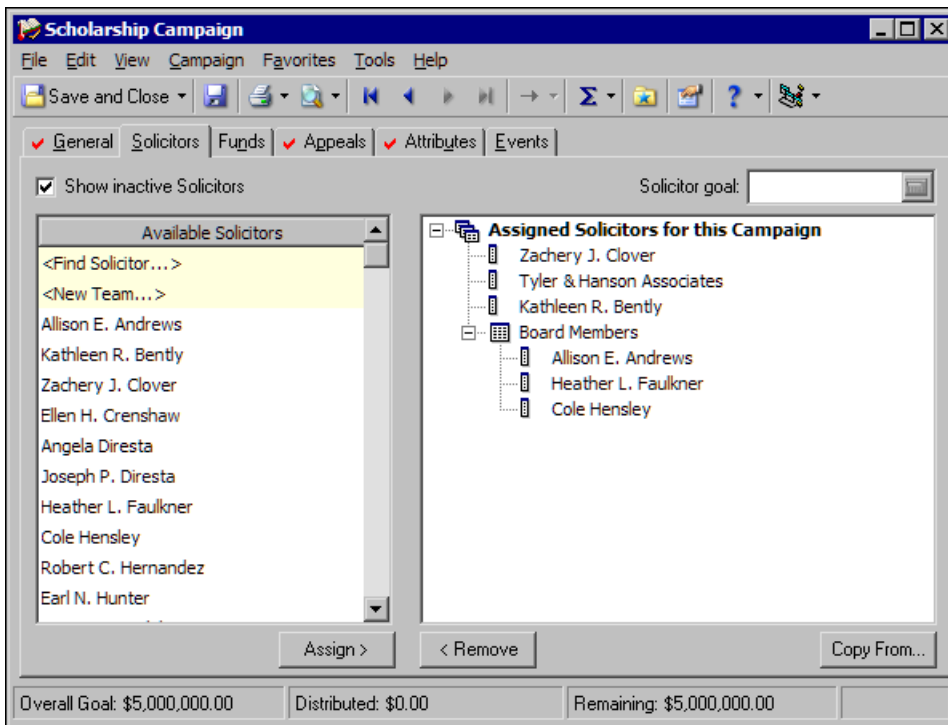 Scholarship Campaign
File Edit View Campaign Favorites Tools Help
Save and Close
General Solicitors Funds Appeals Attributes Events
Show inactive Solicitors
Solicitor goal:
Available Solicitors
<Find Solicitor...>
<New Team...>
Allison E. Andrews
Kathleen R. Bently
Zachery J. Clover
Ellen H. Crenshaw
Angela Diresta
Joseph P. Diresta
Heather L. Faulkner
Cole Hensley
Robert C. Hernandez
Earl N. Hunter
Assigned Solicitors for this Campaign
Zachery J. Clover
Tyler & Hanson Associates
Kathleen R. Bently
Board Members
Allison E. Andrews
Heather L. Faulkner
Cole Hensley
Assign >
< Remove
Copy From...
Overall Goal: $5,000,000.00
Distributed: $0.00
Remaining: $5,000,000.00